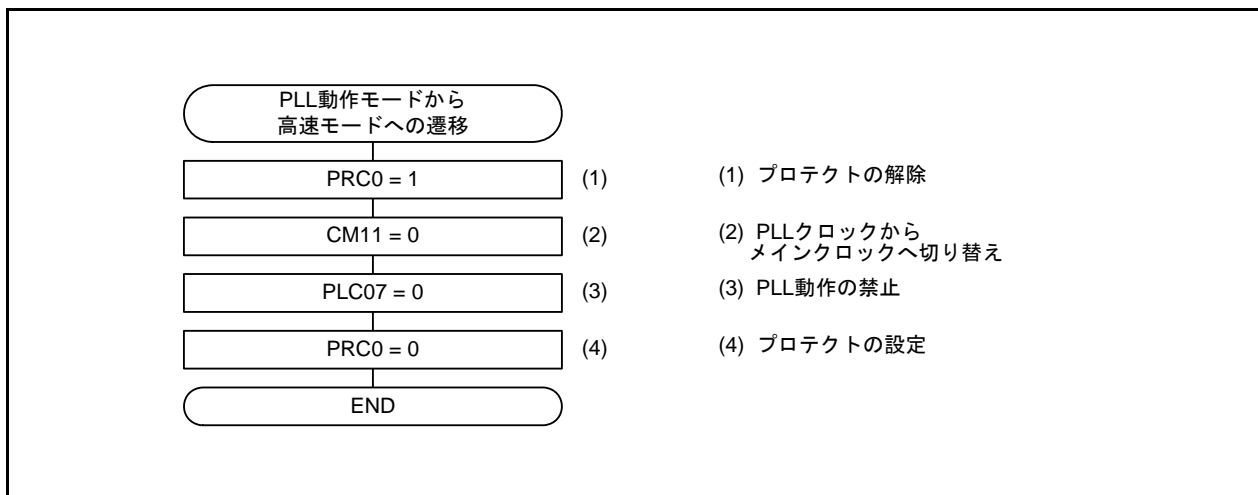 PLL動作モードから
高速モードへの遷移
PRC0 = 1 (1) (1) プロテクトの解除
CM11 = 0 (2) (2) PLLクロックから
メインクロックへ切り替え
PLC07 = 0 (3) (3) PLL動作の禁止
PRC0 = 0 (4) (4) プロテクトの設定
END